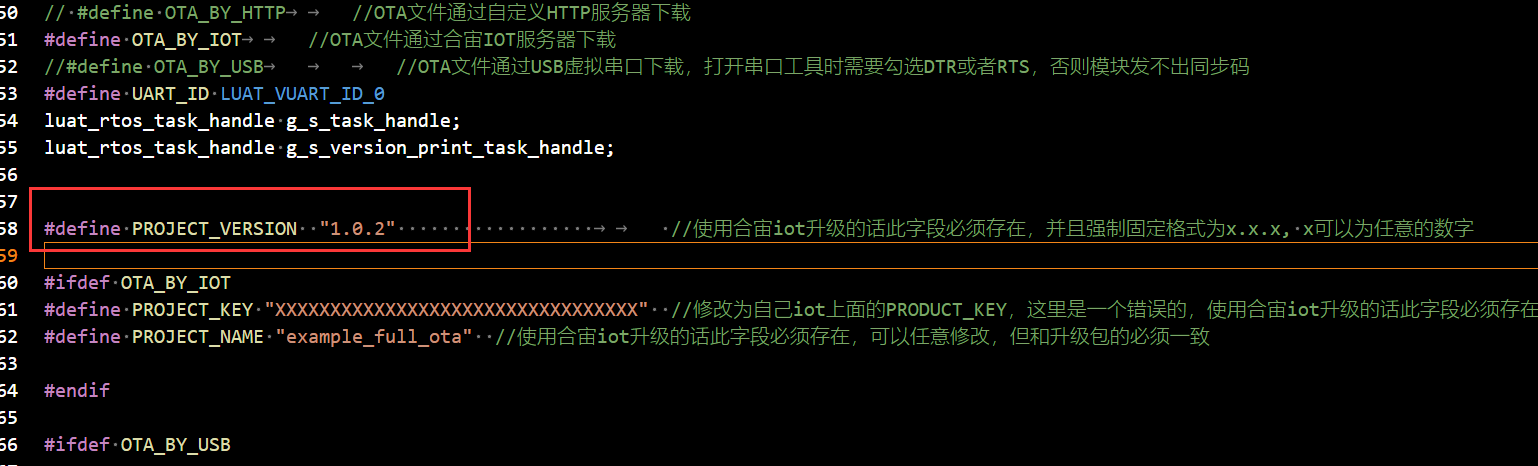 50 // #define OTA_BY_HTTP→ → //OTA文件通过自定义HTTP服务器下载
51 #define OTA_BY_IOT→ → //OTA文件通过合宙IOT服务器下载
52 //#define OTA_BY_USB→ → → //OTA文件通过USB虚拟串口下载，打开串口工具时需要勾选DTR或者RTS，否则模块发不出同步码
53 #define UART_ID LUAT_VUART_ID_0
54 luat_rtos_task_handle g_s_task_handle;
55 luat_rtos_task_handle g_s_version_print_task_handle;
56
57
58 #define PROJECT_VERSION "1.0.2" → → //使用合宙iot升级的话此字段必须存在，并且强制固定格式为x.x.x, x可以为任意的数字
59
60 #ifdef OTA_BY_IOT
61 #define PROJECT_KEY "XXXXXXXXXXXXXXXXXXXXXXXXXXXXXXXXX" //修改为自己iot上面的PRODUCT_KEY，这里是一个错误的，使用合宙iot升级的话此字段必须存在
62 #define PROJECT_NAME "example_full_ota" //使用合宙iot升级的话此字段必须存在，可以任意修改，但和升级包的必须一致
63
64 #endif
65
66 #ifdef OTA_BY_USB